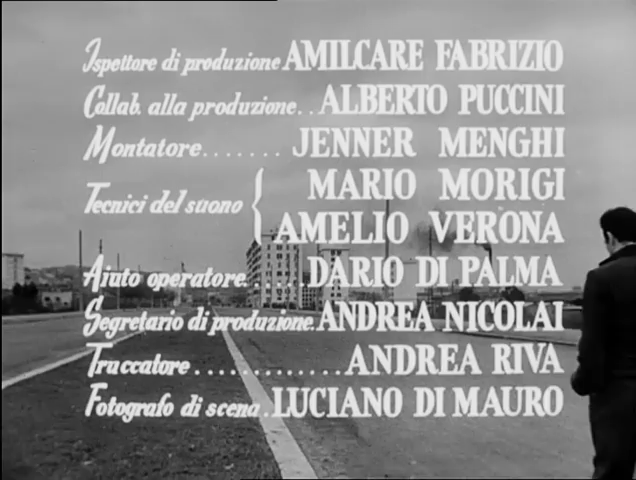 Ispettore di produzione AMILCARE FABRIZIO
Collab. alla produzione.. ALBERTO PUCCINI
Montatore....... JENNER MENGHI
Tecnici del suono { MARIO MORIGI
AMELIO VERONA
Aiuto operatore....... DARIO DI PALMA
Segretario di produzione. ANDREA NICOLAI
Truccatore............. ANDREA RIVA
Fotografo di scena. LUCIANO DI MAURO